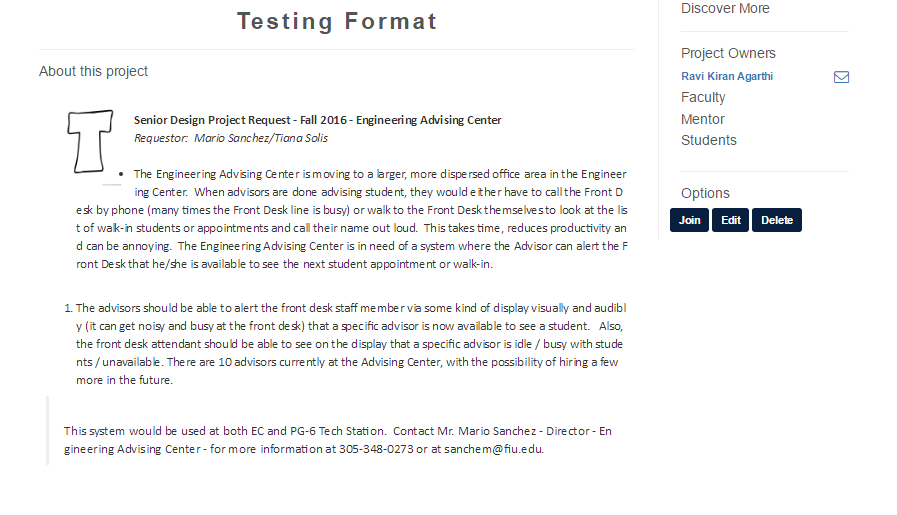 Testing Format
About this project
T
Senior Design Project Request - Fall 2016 - Engineering Advising Center
Requestor:  Mario Sanchez/Tiana Solis
• The Engineering Advising Center is moving to a larger, more dispersed office area in the Engineer
ing Center.  When advisors are done advising student, they would either have to call the Front D
esk by phone (many times the Front Desk line is busy) or walk to the Front Desk themselves to look at the lis
t of walk-in students or appointments and call their name out loud.  This takes time, reduces productivity an
d can be annoying.  The Engineering Advising Center is in need of a system where the Advisor can alert the F
ront Desk that he/she is available to see the next student appointment or walk-in.
1. The advisors should be able to alert the front desk staff member via some kind of display visually and audibl
y (it can get noisy and busy at the front desk) that a specific advisor is now available to see a student.   Also,
the front desk attendant should be able to see on the display that a specific advisor is idle / busy with stude
nts / unavailable. There are 10 advisors currently at the Advising Center, with the possibility of hiring a few
more in the future.
This system would be used at both EC and PG-6 Tech Station.  Contact Mr. Mario Sanchez - Director - En
gineering Advising Center - for more information at 305-348-0273 or at sanchem@fiu.edu.
Discover More
Project Owners
Ravi Kiran Agarthi
Faculty
Mentor
Students
Options
Join Edit Delete